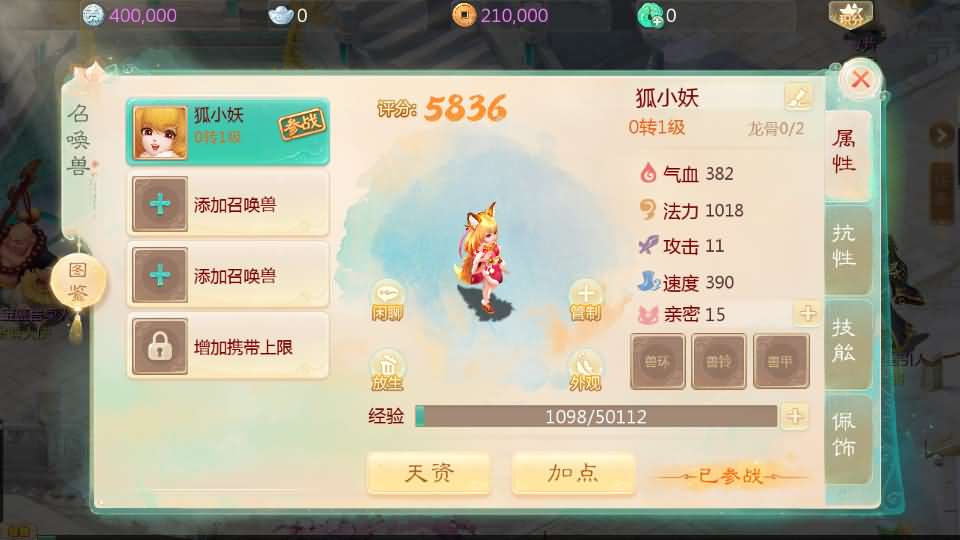 400,000
0
210,000
0
积分
召唤兽
图鉴
狐小妖
0转1级
参战
添加召唤兽
添加召唤兽
增加携带上限
评分:5836
闲聊
管制
放生
外观
狐小妖
0转1级
龙骨0/2
气血 382
法力 1018
攻击 11
速度 390
亲密 15
兽环
兽铃
兽甲
经验
1098/50112
天资
加点
已参战
属性
抗性
技能
佩饰